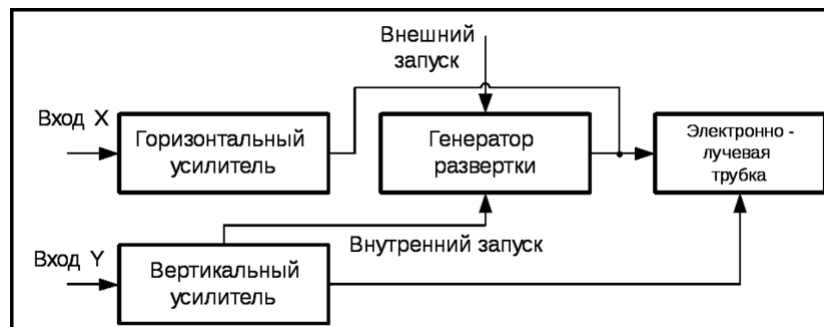 Внешний
запуск
Вход X
Горизонтальный
усилитель
Генератор
развертки
Электронно -
лучевая
трубка
Внутренний запуск
Вход Y
Вертикальный
усилитель